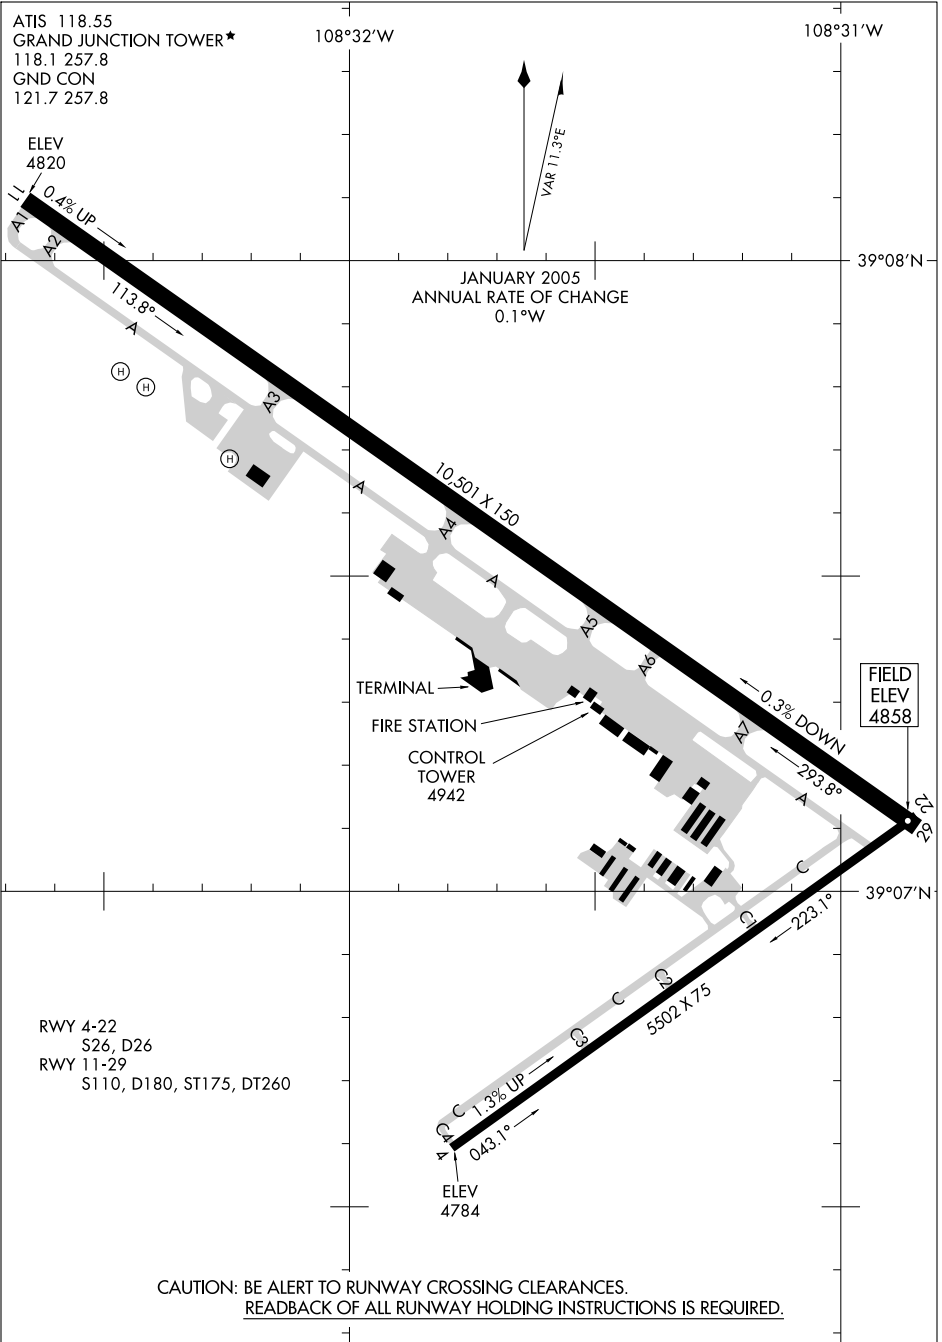 ATIS 118.55
GRAND JUNCTION TOWER★
118.1 257.8
GND CON
121.7 257.8
108°32'W
108°31'W
VAR 11.3°E
JANUARY 2005
ANNUAL RATE OF CHANGE
0.1°W
39°08'N
ELEV
4820
11
0.4% UP
A1
A2
113.8°
A
H
H
A3
H
A
10,501 X 150
A4
A
A5
A6
TERMINAL
FIRE STATION
CONTROL
TOWER
4942
FIELD
ELEV
4858
0.3% DOWN
A7
293.8°
A
22
29
C
39°07'N
223.1°
C1
C2
C
5502 X 75
C3
RWY 4-22
S26, D26
RWY 11-29
S110, D180, ST175, DT260
1.3% UP
C
043.1°
C4
4
ELEV
4784
CAUTION: BE ALERT TO RUNWAY CROSSING CLEARANCES.
READBACK OF ALL RUNWAY HOLDING INSTRUCTIONS IS REQUIRED.